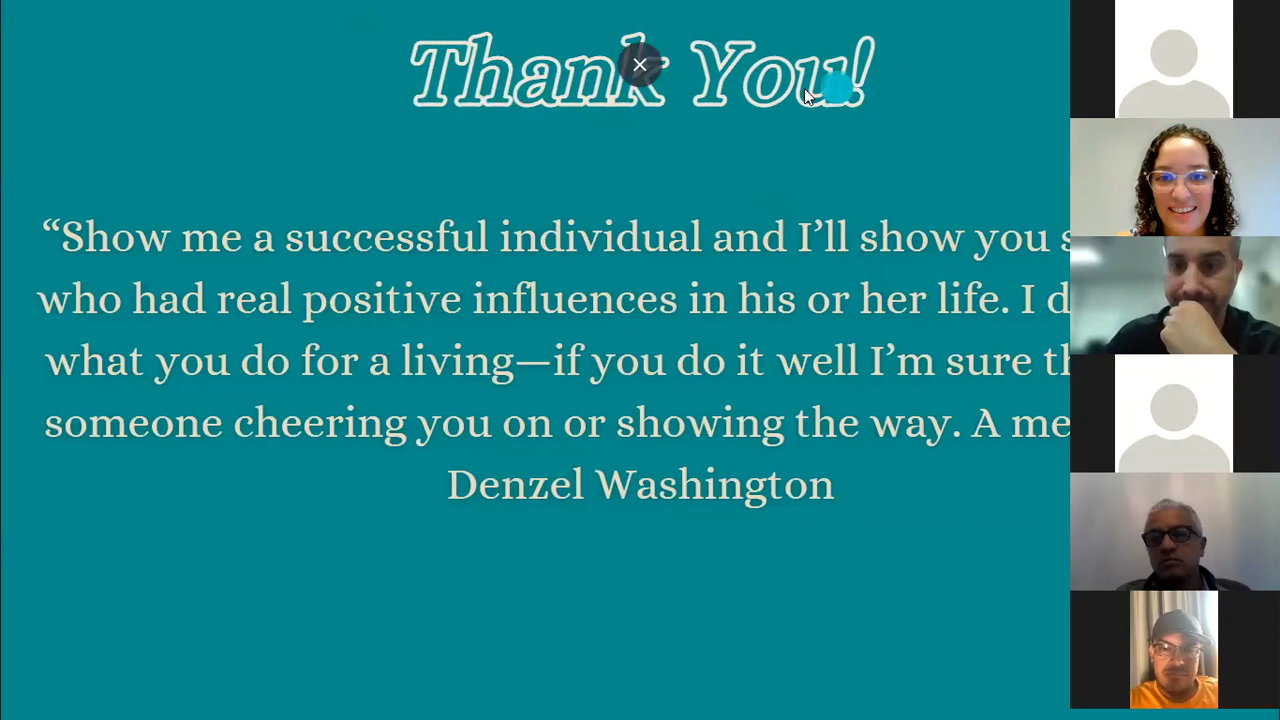 Thank You!
“Show me a successful individual and I’ll show you
who had real positive influences in his or her life. I
what you do for a living—if you do it well I’m sure
someone cheering you on or showing the way. A
Denzel Washington